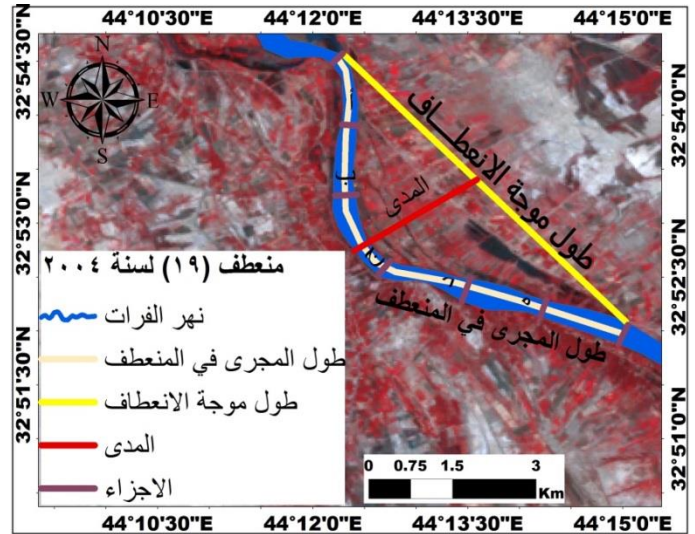 44°10'30"E 44°12'0"E 44°13'30"E 44°15'0"E
32°54'30"N
32°53'0"N
32°51'30"N
32°54'0"N
32°52'30"N
32°51'0"N
N
W E
S
أ
ب
طول موجة الانعطاف
المدى
طول المجرى في المنعطف
منعطف (١٩) لسنة ٢٠٠٤
نهر الفرات
طول المجرى في المنعطف
طول موجة الانعطاف
المدى
الاجزاء
0 0.75 1.5 3
Km
44°10'30"E 44°12'0"E 44°13'30"E 44°15'0"E